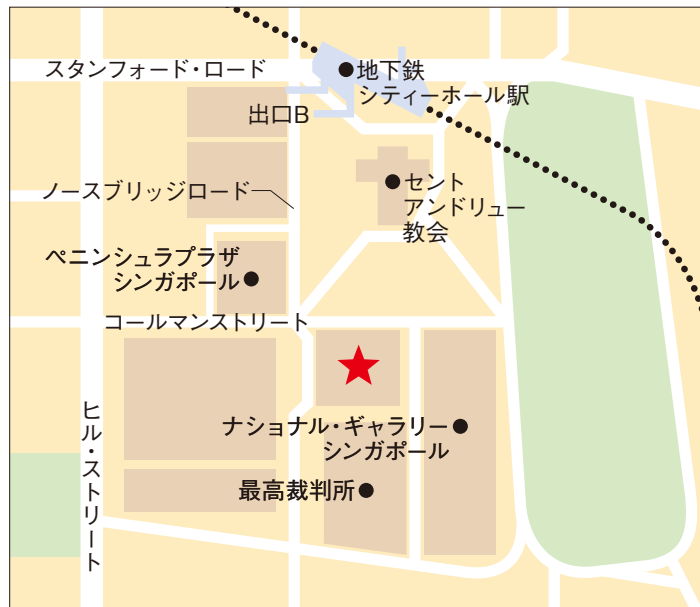 スタンフォード・ロード
地下鉄
シティーホール駅
出口B
ノースブリッジロード
セント
アンドリュー
教会
ペニンシュラプラザ
シンガポール
コールマンストリート
ヒル・ストリート
ナショナル・ギャラリー
シンガポール
最高裁判所